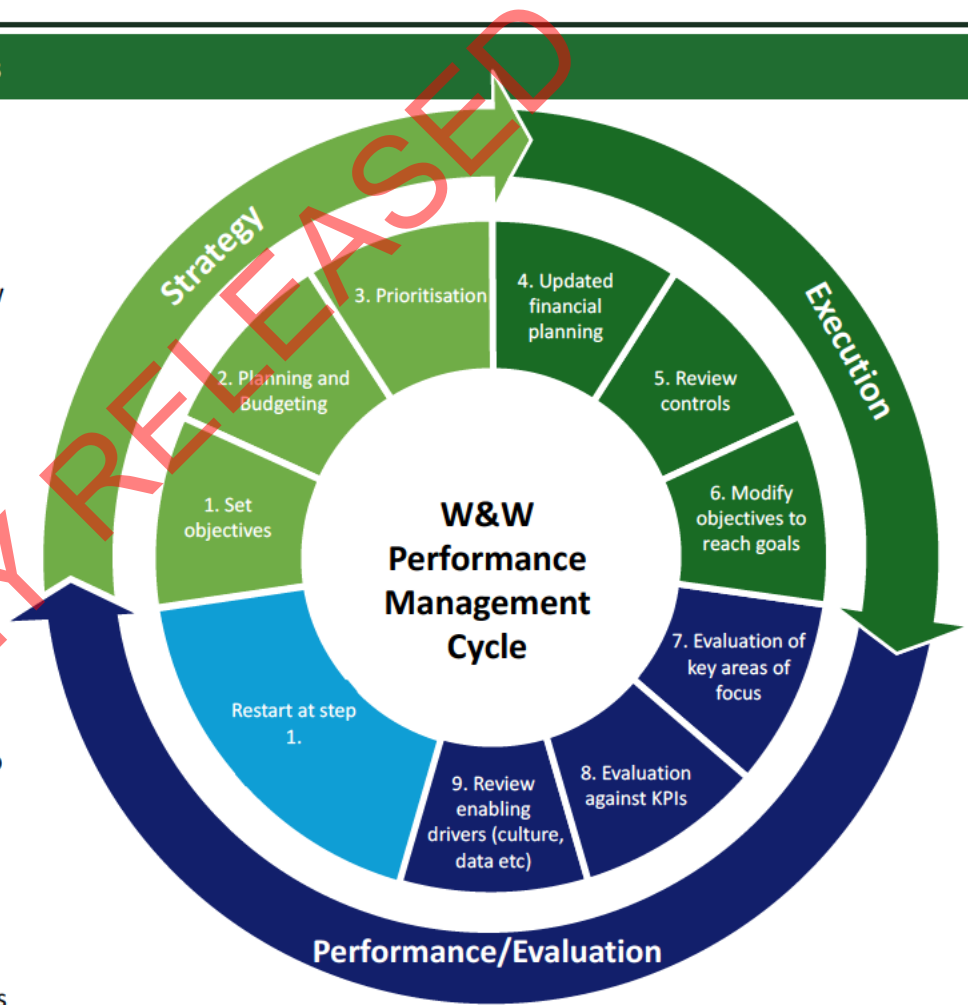 Strategy
Execution
3. Prioritisation
4. Updated
financial
planning
2. Planning and
Budgeting
5. Review
controls
1. Set
objectives
6. Modify
objectives to
reach goals
W&W
Performance
Management
Cycle
7. Evaluation of
key areas of
focus
Restart at step
1.
8. Evaluation
against KPIs
9. Review
enabling
drivers (culture,
data etc)
Performance/Evaluation
RELEASED